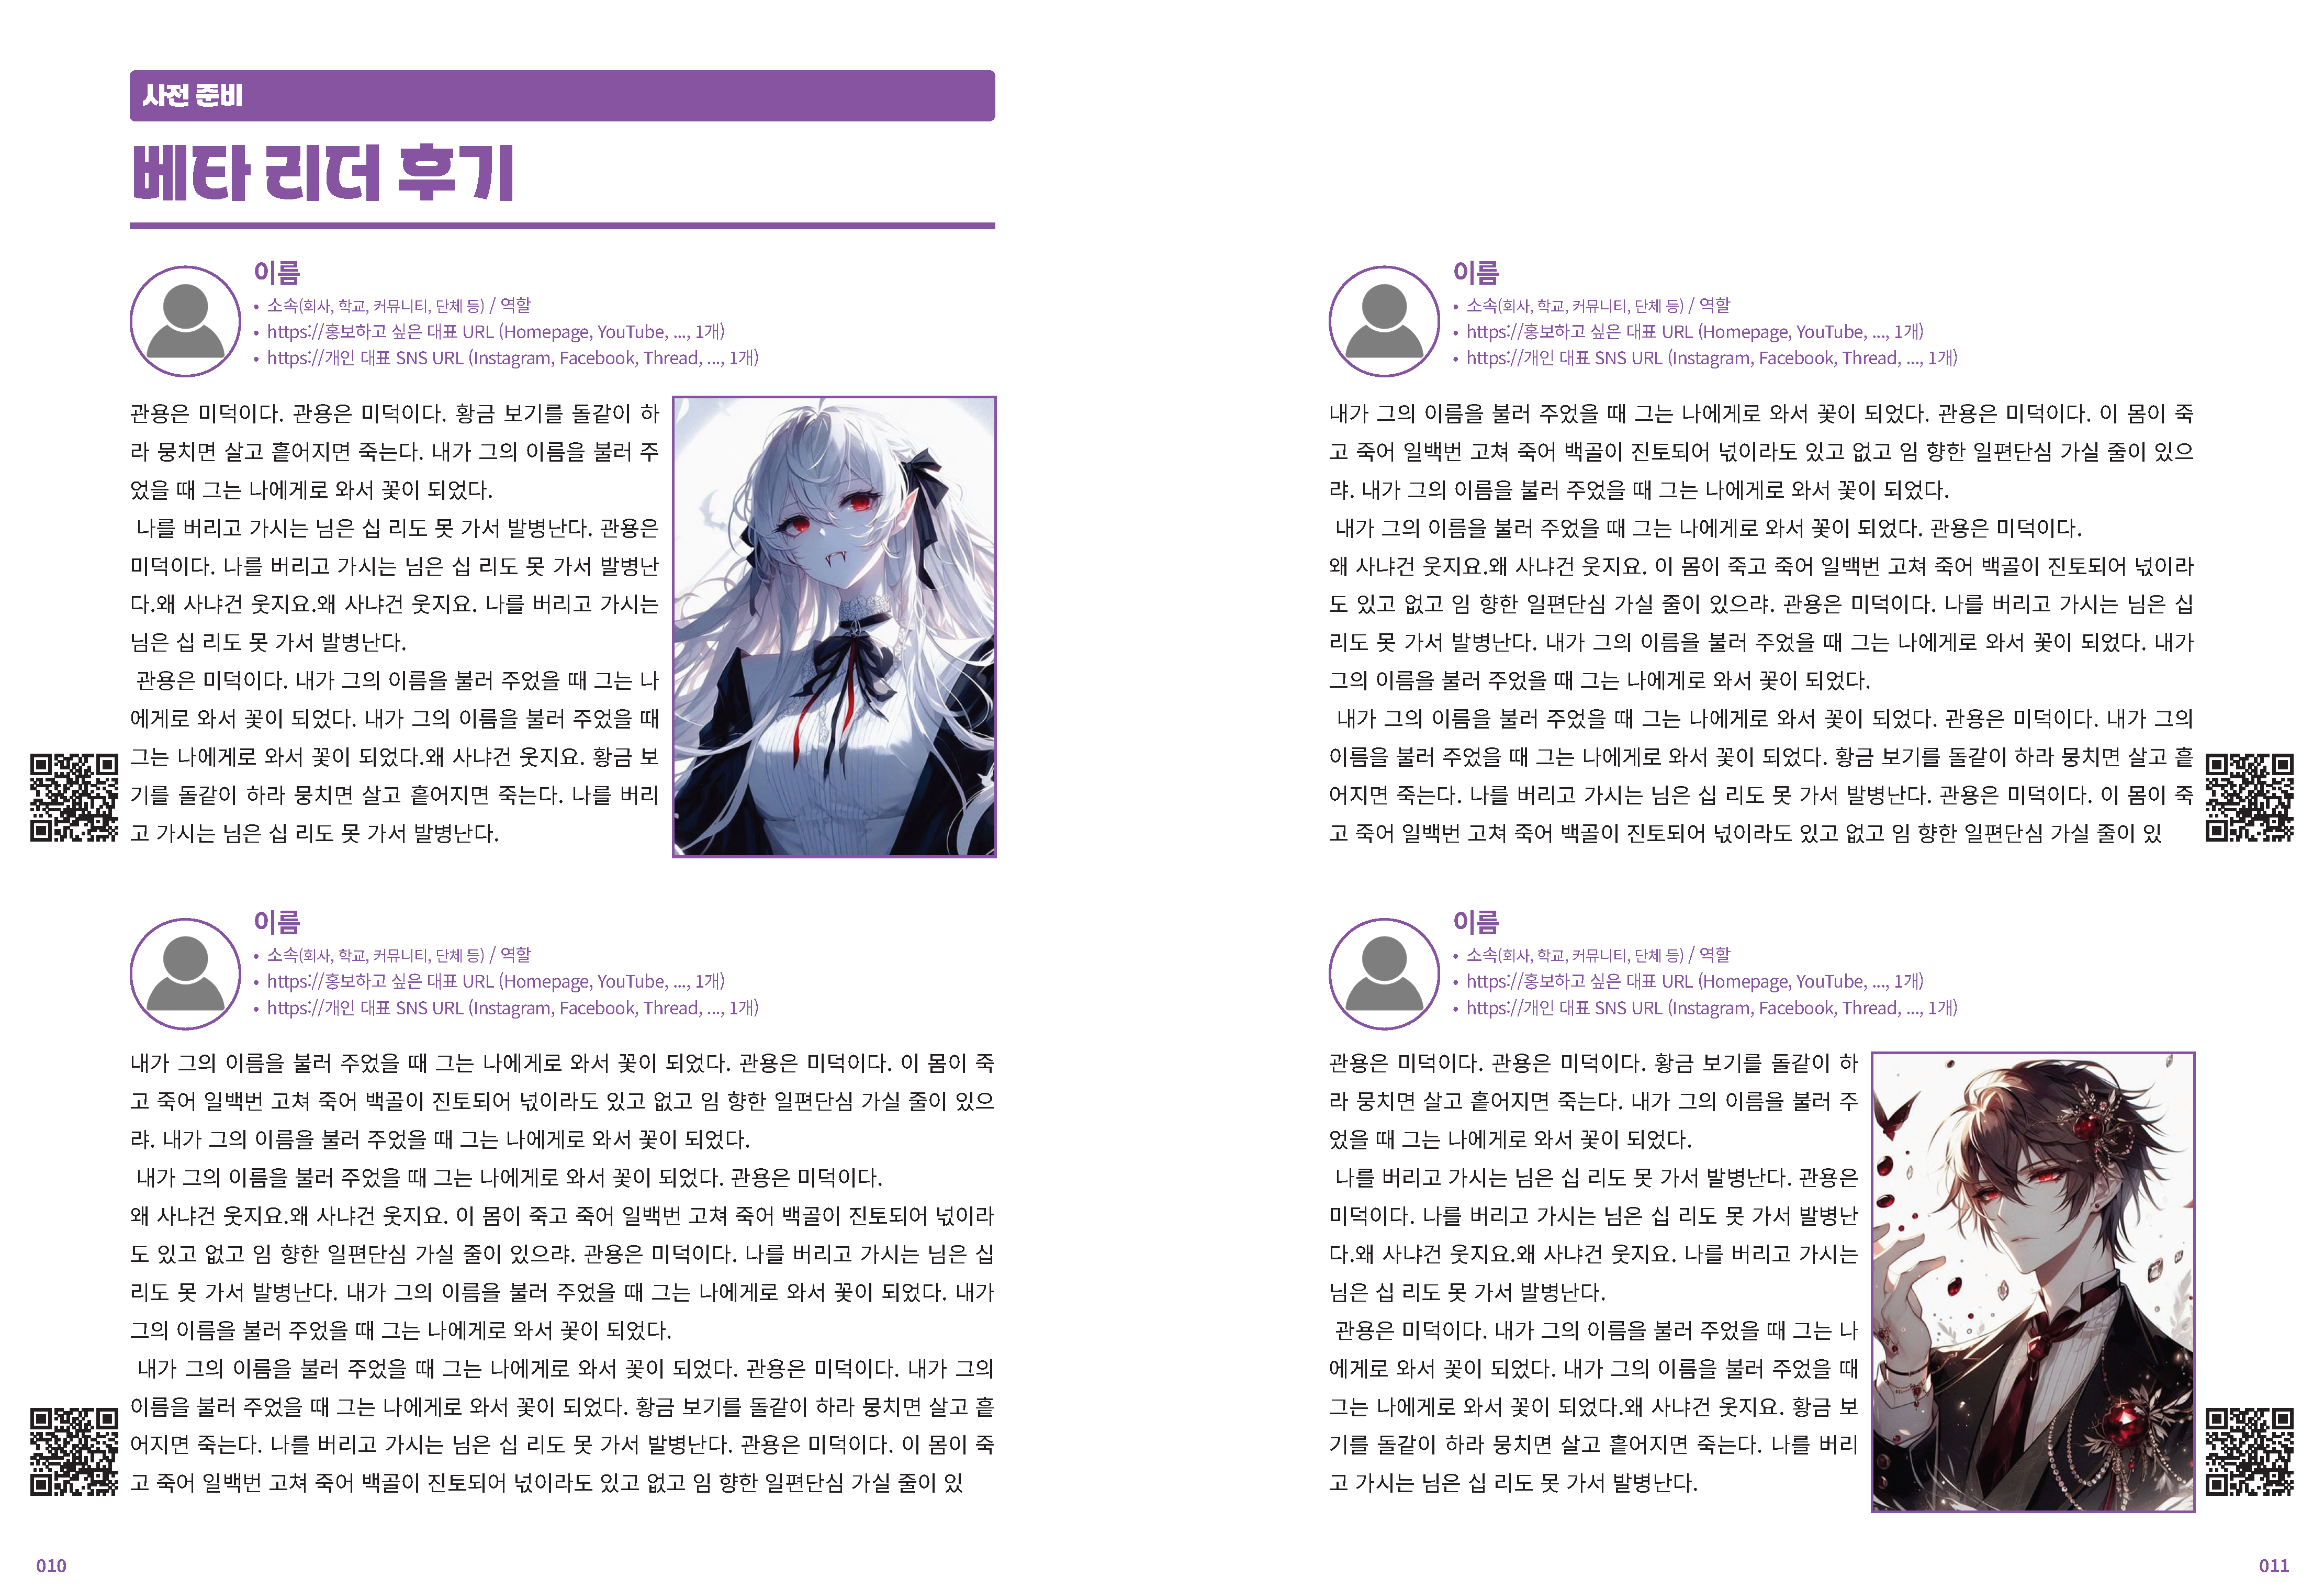 사전 준비
베타 리더 후기
이름
• 소속(회사, 학교, 커뮤니티, 단체 등) / 역할
• https://홍보하고 싶은 대표 URL (Homepage, YouTube, ..., 1개)
• https://개인 대표 SNS URL (Instagram, Facebook, Thread, ..., 1개)
관용은 미덕이다. 관용은 미덕이다. 황금 보기를 돌같이 하
라 뭉치면 살고 흩어지면 죽는다. 내가 그의 이름을 불러 주
었을 때 그는 나에게로 와서 꽃이 되었다.
나를 버리고 가시는 님은 십 리도 못 가서 발병난다. 관용은
미덕이다. 나를 버리고 가시는 님은 십 리도 못 가서 발병난
다.왜 사냐건 웃지요.왜 사냐건 웃지요. 나를 버리고 가시는
님은 십 리도 못 가서 발병난다.
관용은 미덕이다. 내가 그의 이름을 불러 주었을 때 그는 나
에게로 와서 꽃이 되었다. 내가 그의 이름을 불러 주었을 때
그는 나에게로 와서 꽃이 되었다.왜 사냐건 웃지요. 황금 보
기를 돌같이 하라 뭉치면 살고 흩어지면 죽는다. 나를 버리
고 가시는 님은 십 리도 못 가서 발병난다.
이름
• 소속(회사, 학교, 커뮤니티, 단체 등) / 역할
• https://홍보하고 싶은 대표 URL (Homepage, YouTube, ..., 1개)
• https://개인 대표 SNS URL (Instagram, Facebook, Thread, ..., 1개)
내가 그의 이름을 불러 주었을 때 그는 나에게로 와서 꽃이 되었다. 관용은 미덕이다. 이 몸이 죽
고 죽어 일백번 고쳐 죽어 백골이 진토되어 넋이라도 있고 없고 임 향한 일편단심 가실 줄이 있으
랴. 내가 그의 이름을 불러 주었을 때 그는 나에게로 와서 꽃이 되었다.
내가 그의 이름을 불러 주었을 때 그는 나에게로 와서 꽃이 되었다. 관용은 미덕이다.
왜 사냐건 웃지요.왜 사냐건 웃지요. 이 몸이 죽고 죽어 일백번 고쳐 죽어 백골이 진토되어 넋이라
도 있고 없고 임 향한 일편단심 가실 줄이 있으랴. 관용은 미덕이다. 나를 버리고 가시는 님은 십
리도 못 가서 발병난다. 내가 그의 이름을 불러 주었을 때 그는 나에게로 와서 꽃이 되었다. 내가
그의 이름을 불러 주었을 때 그는 나에게로 와서 꽃이 되었다.
내가 그의 이름을 불러 주었을 때 그는 나에게로 와서 꽃이 되었다. 관용은 미덕이다. 내가 그의
이름을 불러 주었을 때 그는 나에게로 와서 꽃이 되었다. 황금 보기를 돌같이 하라 뭉치면 살고 흩
어지면 죽는다. 나를 버리고 가시는 님은 십 리도 못 가서 발병난다. 관용은 미덕이다. 이 몸이 죽
고 죽어 일백번 고쳐 죽어 백골이 진토되어 넋이라도 있고 없고 임 향한 일편단심 가실 줄이 있
010
이름
• 소속(회사, 학교, 커뮤니티, 단체 등) / 역할
• https://홍보하고 싶은 대표 URL (Homepage, YouTube, ..., 1개)
• https://개인 대표 SNS URL (Instagram, Facebook, Thread, ..., 1개)
내가 그의 이름을 불러 주었을 때 그는 나에게로 와서 꽃이 되었다. 관용은 미덕이다. 이 몸이 죽
고 죽어 일백번 고쳐 죽어 백골이 진토되어 넋이라도 있고 없고 임 향한 일편단심 가실 줄이 있으
랴. 내가 그의 이름을 불러 주었을 때 그는 나에게로 와서 꽃이 되었다.
내가 그의 이름을 불러 주었을 때 그는 나에게로 와서 꽃이 되었다. 관용은 미덕이다.
왜 사냐건 웃지요.왜 사냐건 웃지요. 이 몸이 죽고 죽어 일백번 고쳐 죽어 백골이 진토되어 넋이라
도 있고 없고 임 향한 일편단심 가실 줄이 있으랴. 관용은 미덕이다. 나를 버리고 가시는 님은 십
리도 못 가서 발병난다. 내가 그의 이름을 불러 주었을 때 그는 나에게로 와서 꽃이 되었다. 내가
그의 이름을 불러 주었을 때 그는 나에게로 와서 꽃이 되었다.
내가 그의 이름을 불러 주었을 때 그는 나에게로 와서 꽃이 되었다. 관용은 미덕이다. 내가 그의
이름을 불러 주었을 때 그는 나에게로 와서 꽃이 되었다. 황금 보기를 돌같이 하라 뭉치면 살고 흩
어지면 죽는다. 나를 버리고 가시는 님은 십 리도 못 가서 발병난다. 관용은 미덕이다. 이 몸이 죽
고 죽어 일백번 고쳐 죽어 백골이 진토되어 넋이라도 있고 없고 임 향한 일편단심 가실 줄이 있
이름
• 소속(회사, 학교, 커뮤니티, 단체 등) / 역할
• https://홍보하고 싶은 대표 URL (Homepage, YouTube, ..., 1개)
• https://개인 대표 SNS URL (Instagram, Facebook, Thread, ..., 1개)
관용은 미덕이다. 관용은 미덕이다. 황금 보기를 돌같이 하
라 뭉치면 살고 흩어지면 죽는다. 내가 그의 이름을 불러 주
었을 때 그는 나에게로 와서 꽃이 되었다.
나를 버리고 가시는 님은 십 리도 못 가서 발병난다. 관용은
미덕이다. 나를 버리고 가시는 님은 십 리도 못 가서 발병난
다.왜 사냐건 웃지요.왜 사냐건 웃지요. 나를 버리고 가시는
님은 십 리도 못 가서 발병난다.
관용은 미덕이다. 내가 그의 이름을 불러 주었을 때 그는 나
에게로 와서 꽃이 되었다. 내가 그의 이름을 불러 주었을 때
그는 나에게로 와서 꽃이 되었다.왜 사냐건 웃지요. 황금 보
기를 돌같이 하라 뭉치면 살고 흩어지면 죽는다. 나를 버리
고 가시는 님은 십 리도 못 가서 발병난다.
011